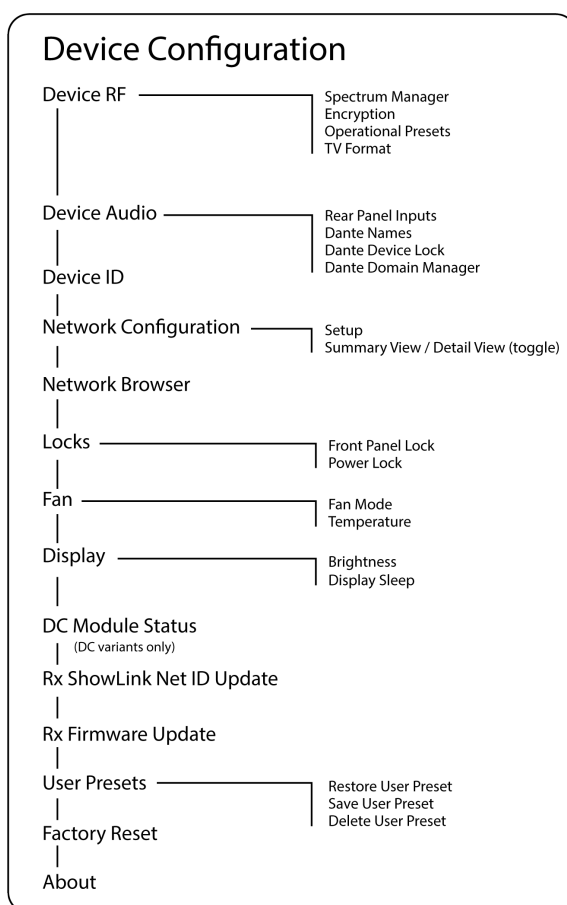 Device Configuration
Device RF
Spectrum Manager
Encryption
Operational Presets
TV Format
Device Audio
Rear Panel Inputs
Dante Names
Dante Device Lock
Dante Domain Manager
Device ID
Network Configuration
Setup
Summary View / Detail View (toggle)
Network Browser
Locks
Front Panel Lock
Power Lock
Fan
Fan Mode
Temperature
Display
Brightness
Display Sleep
DC Module Status
(DC variants only)
Rx ShowLink Net ID Update
Rx Firmware Update
User Presets
Restore User Preset
Save User Preset
Delete User Preset
Factory Reset
About